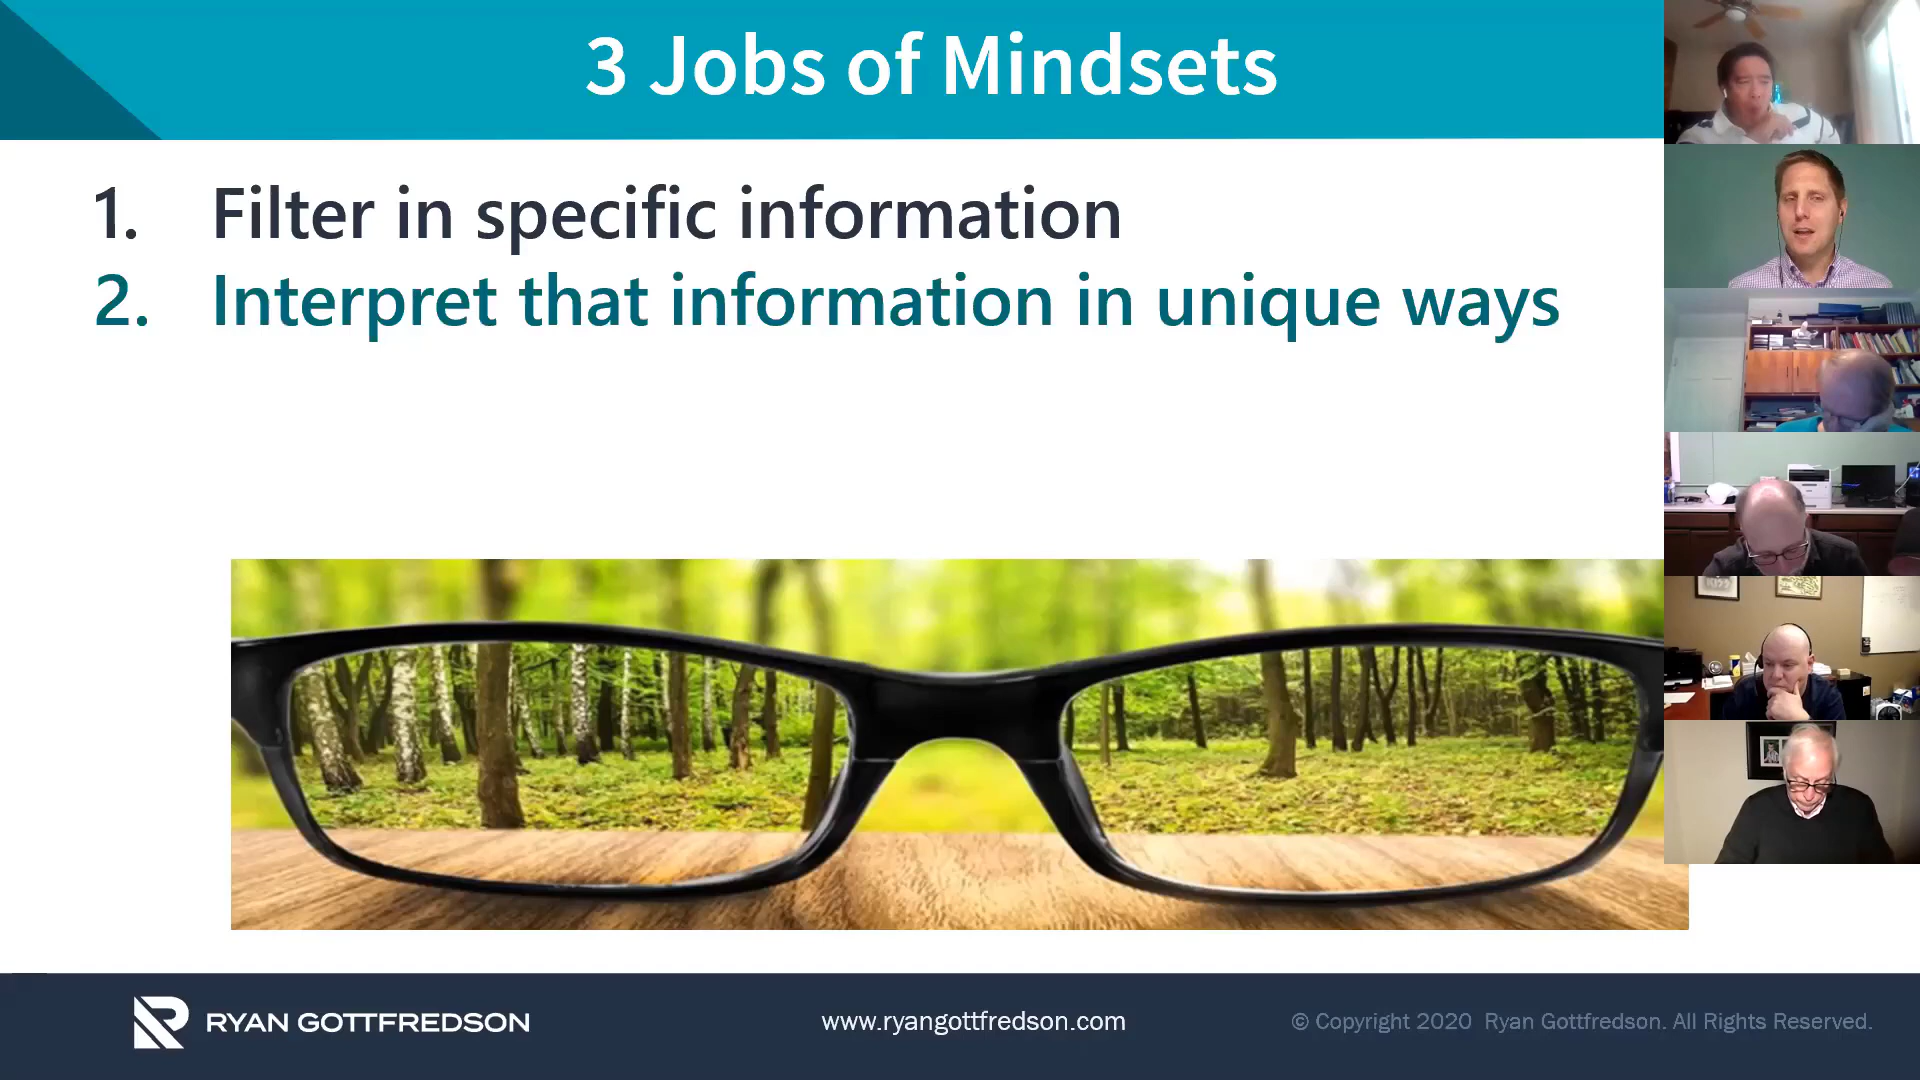 3 Jobs of Mindsets
1. Filter in specific information
2. Interpret that information in unique ways
RYAN GOTTFREDSON
www.ryangottfredson.com
© Copyright 2020 Ryan Gottfredson. All Rights Reserved.